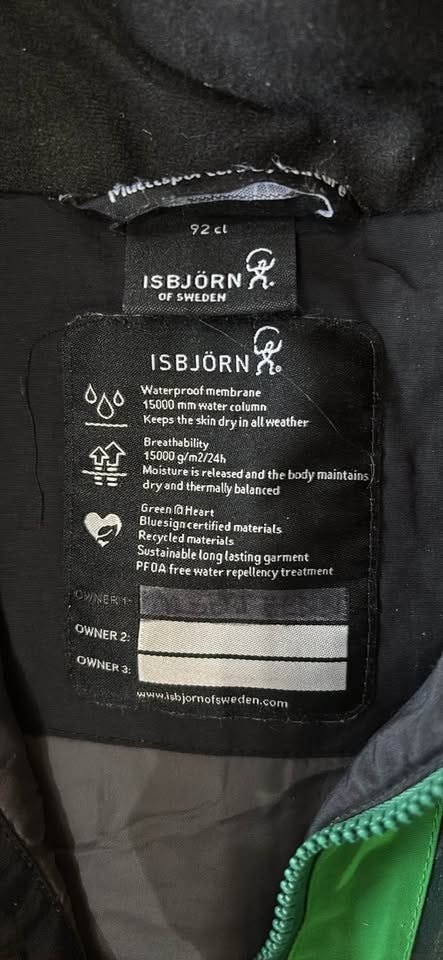 92 cl
ISBJÖRN
OF SWEDEN
ISBJÖRN
Waterproof membrane
15000 mm water column
Keeps the skin dry in all weather
Breathability
15000 g/m2/24h
Moisture is released and the body maintains
dry and thermally balanced
Green @ Heart
Bluesign certified materials
Recycled materials
Sustainable long lasting garment
PFOA free water repellency treatment
OWNER 1:
OWNER 2:
OWNER 3:
www.isbjornofsweden.com